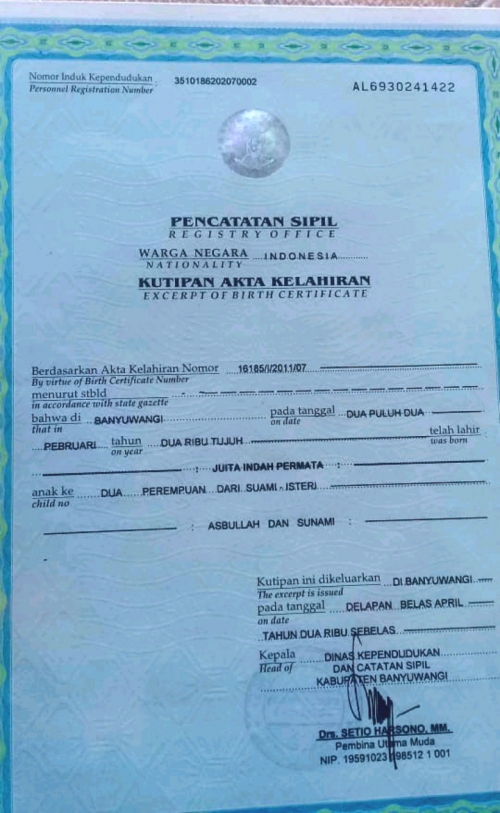 Nomor Induk Kependudukan : 3510186202070002
Personnel Registration Number
AL6930241422
PENCATATAN SIPIL
REGISTRY OFFICE
WARGA NEGARA INDONESIA
NATIONALITY
KUTIPAN AKTA KELAHIRAN
EXCERPT OF BIRTH CERTIFICATE
Berdasarkan Akta Kelahiran Nomor 16185/I/2011/07
By virtue of Birth Certificate Number
menurut stbld -
in accordance with state gazette
bahwa di BANYUWANGI pada tanggal DUA PULUH DUA
that in on date
telah lahir
was born
PEBRUARI tahun DUA RIBU TUJUH
on year
: JUITA INDAH PERMATA :
anak ke DUA PEREMPUAN DARI SUAMI - ISTERI
child no
: ASBULLAH DAN SUNAMI :
Kutipan ini dikeluarkan DI BANYUWANGI
The excerpt is issued
pada tanggal DELAPAN BELAS APRIL
on date
TAHUN DUA RIBU SEBELAS
Kepala DINAS KEPENDUDUKAN
Head of DAN CATATAN SIPIL
KABUPATEN BANYUWANGI
Drs. SETIO HARSONO, MM.
Pembina Utama Muda
NIP. 19591023 198512 1 001